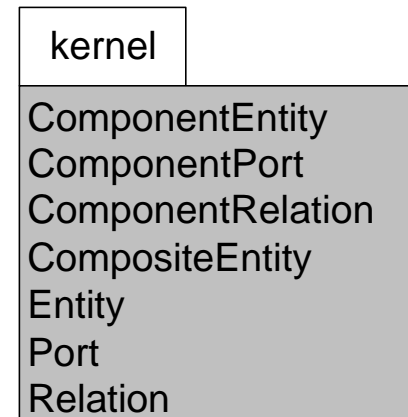 kernel
ComponentEntity
ComponentPort
ComponentRelation
CompositeEntity
Entity
Port
Relation